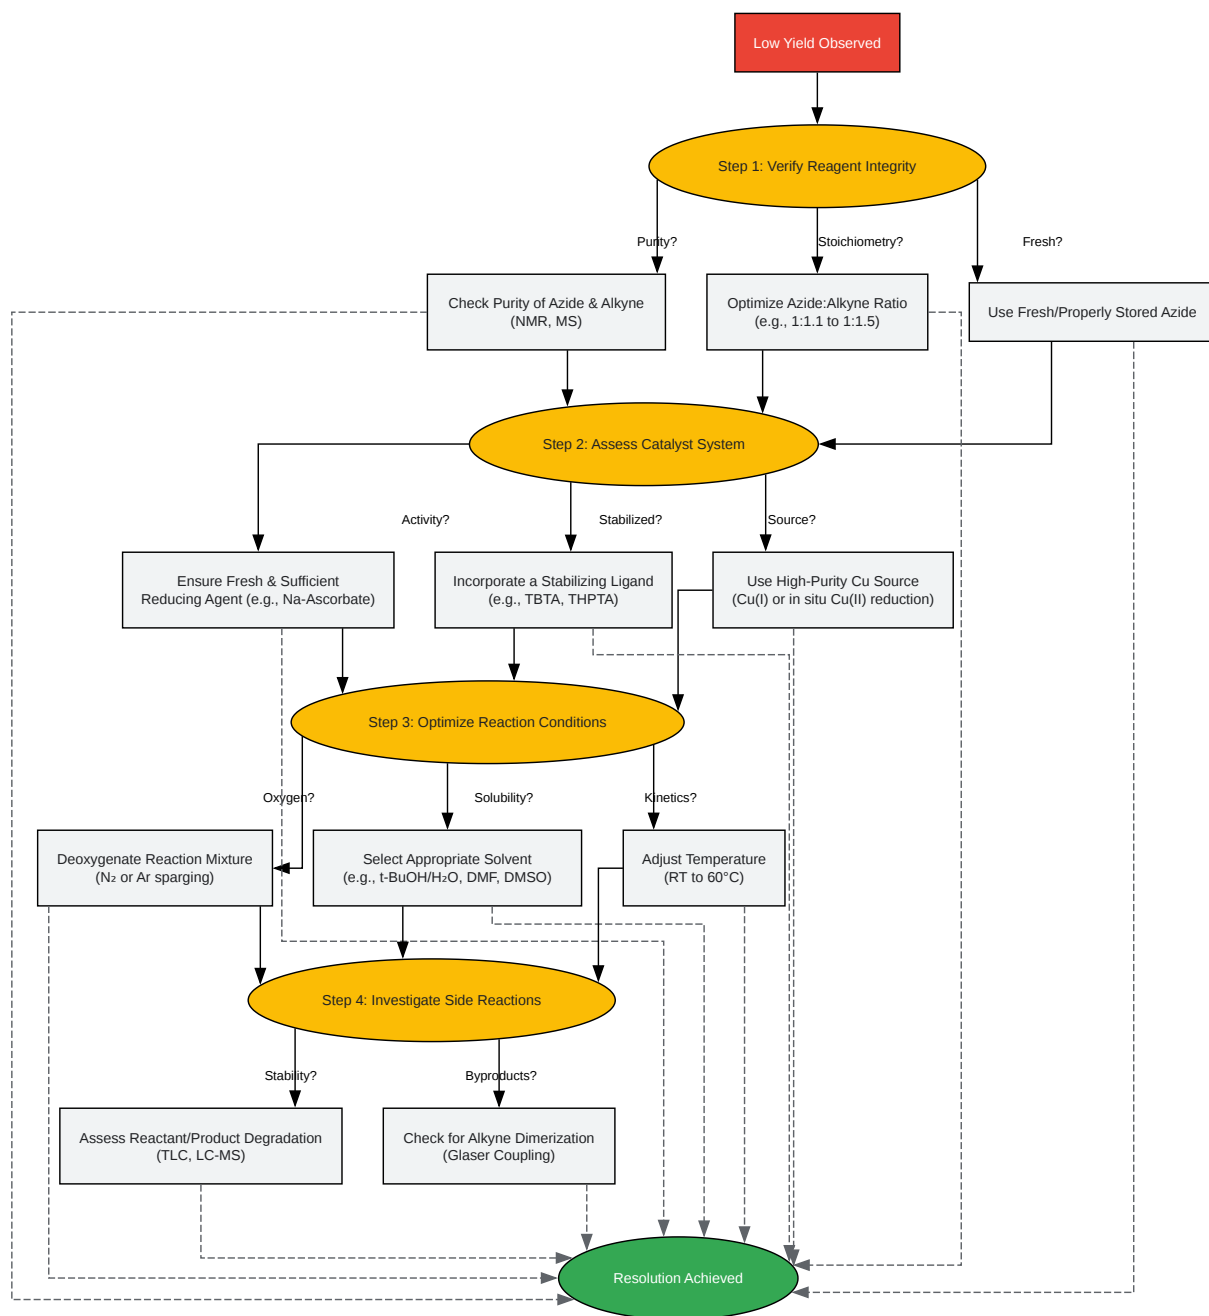 Low Yield Observed
Step 1: Verify Reagent Integrity
Purity?
Stoichiometry?
Fresh?
Check Purity of Azide & Alkyne
(NMR, MS)
Optimize Azide:Alkyne Ratio
(e.g., 1:1.1 to 1:1.5)
Use Fresh/Properly Stored Azide
Step 2: Assess Catalyst System
Activity?
Stabilized?
Source?
Ensure Fresh & Sufficient
Reducing Agent (e.g., Na-Ascorbate)
Incorporate a Stabilizing Ligand
(e.g., TBTA, THPTA)
Use High-Purity Cu Source
(Cu(I) or in situ Cu(II) reduction)
Step 3: Optimize Reaction Conditions
Oxygen?
Solubility?
Kinetics?
Deoxygenate Reaction Mixture
(N₂ or Ar sparging)
Select Appropriate Solvent
(e.g., t-BuOH/H₂O, DMF, DMSO)
Adjust Temperature
(RT to 60°C)
Step 4: Investigate Side Reactions
Stability?
Byproducts?
Assess Reactant/Product Degradation
(TLC, LC-MS)
Check for Alkyne Dimerization
(Glaser Coupling)
Resolution Achieved